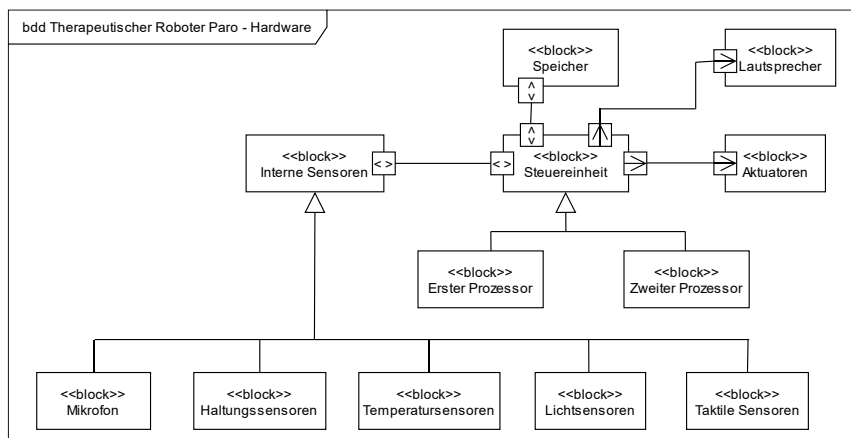 bdd Therapeutischer Roboter Paro - Hardware
<<block>>
Speicher
<<block>>
Lautsprecher
<<block>>
Interne Sensoren
<<block>>
Steuereinheit
<<block>>
Aktuatoren
<<block>>
Erster Prozessor
<<block>>
Zweiter Prozessor
<<block>>
Mikrofon
<<block>>
Haltungssensoren
<<block>>
Temperatursensoren
<<block>>
Lichtsensoren
<<block>>
Taktile Sensoren